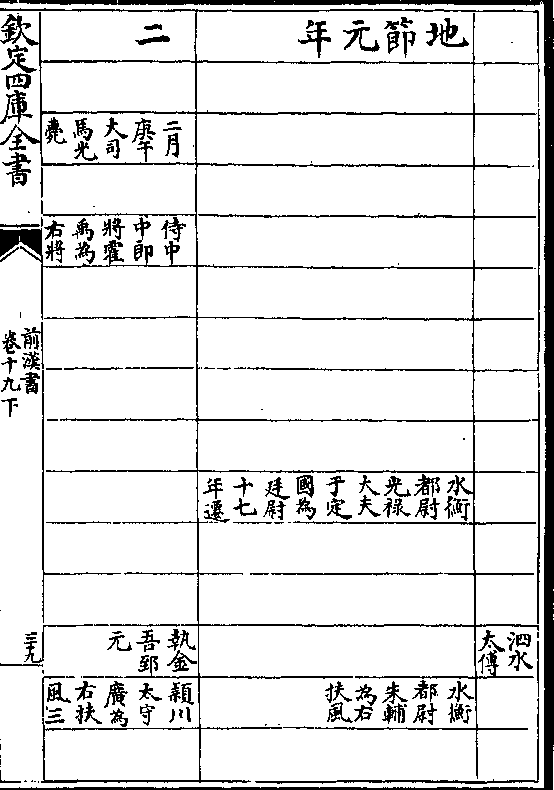 泗水
太傅
地節元年
水衡
都尉
光祿
大夫
于定
國為
廷尉
十七
年遷
水衡
都尉
朱輔
為右
扶風
二
二月
庚午
大司
馬光
薨
侍中
中郎
將霍
禹為
右將
執金
吾郅
元
潁川
太守
廣為
右扶
風三
欽定四庫全書
前漢書
卷十九下
三九